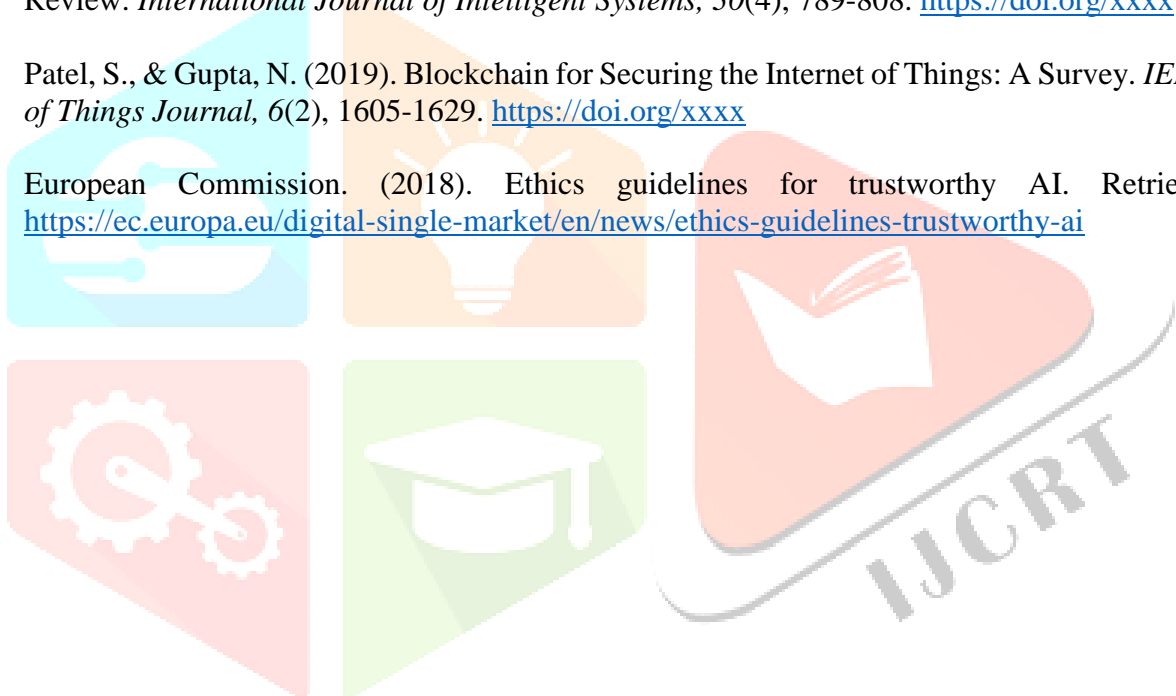 Review. International Journal of Intelligent Systems, 30(4), 789-808. https://doi.org/xxxx
Patel, S., & Gupta, N. (2019). Blockchain for Securing the Internet of Things: A Survey.
of Things Journal, 6(2), 1605-1629. https://doi.org/xxxx
European Commission. (2018). Ethics guidelines for trustworthy AI.
https://ec.europa.eu/digital-single-market/en/news/ethics-guidelines-trustworthy-ai
IJCRT